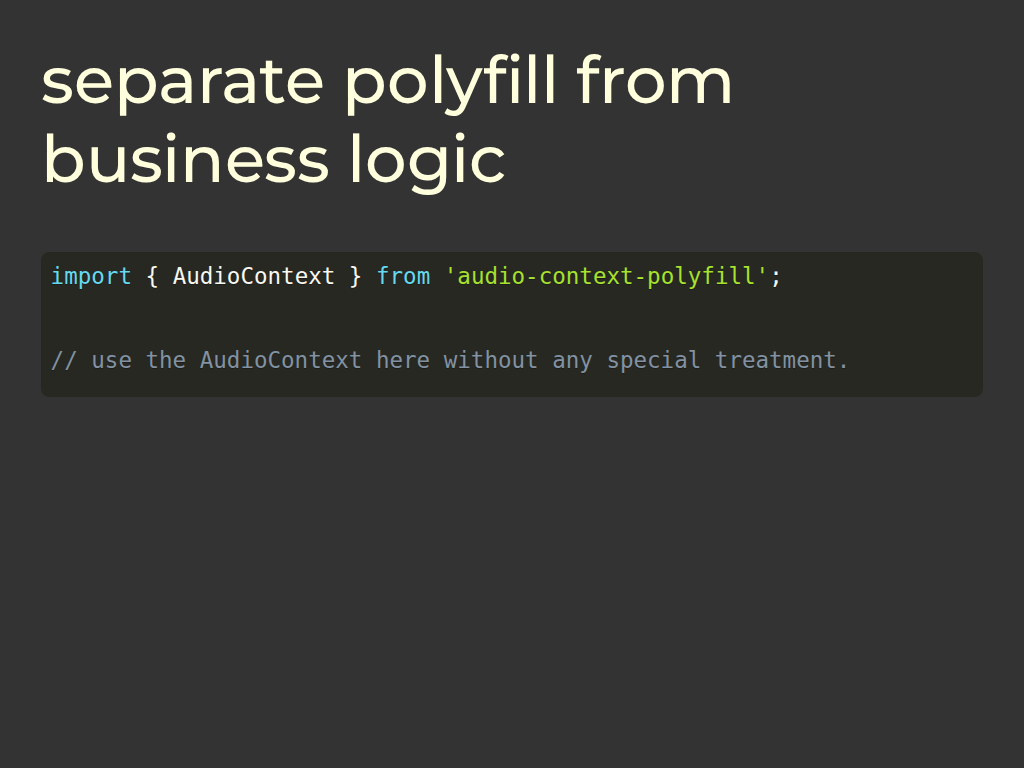 separate polyfill from
business logic
import { AudioContext } from 'audio-context-polyfill';
// use the AudioContext here without any special treatment.